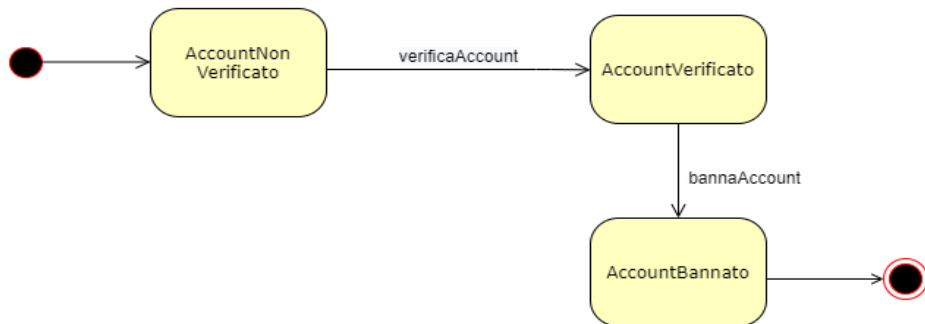 AccountNon
Verificato
verificaAccount
AccountVerificato
bannaAccount
AccountBannato